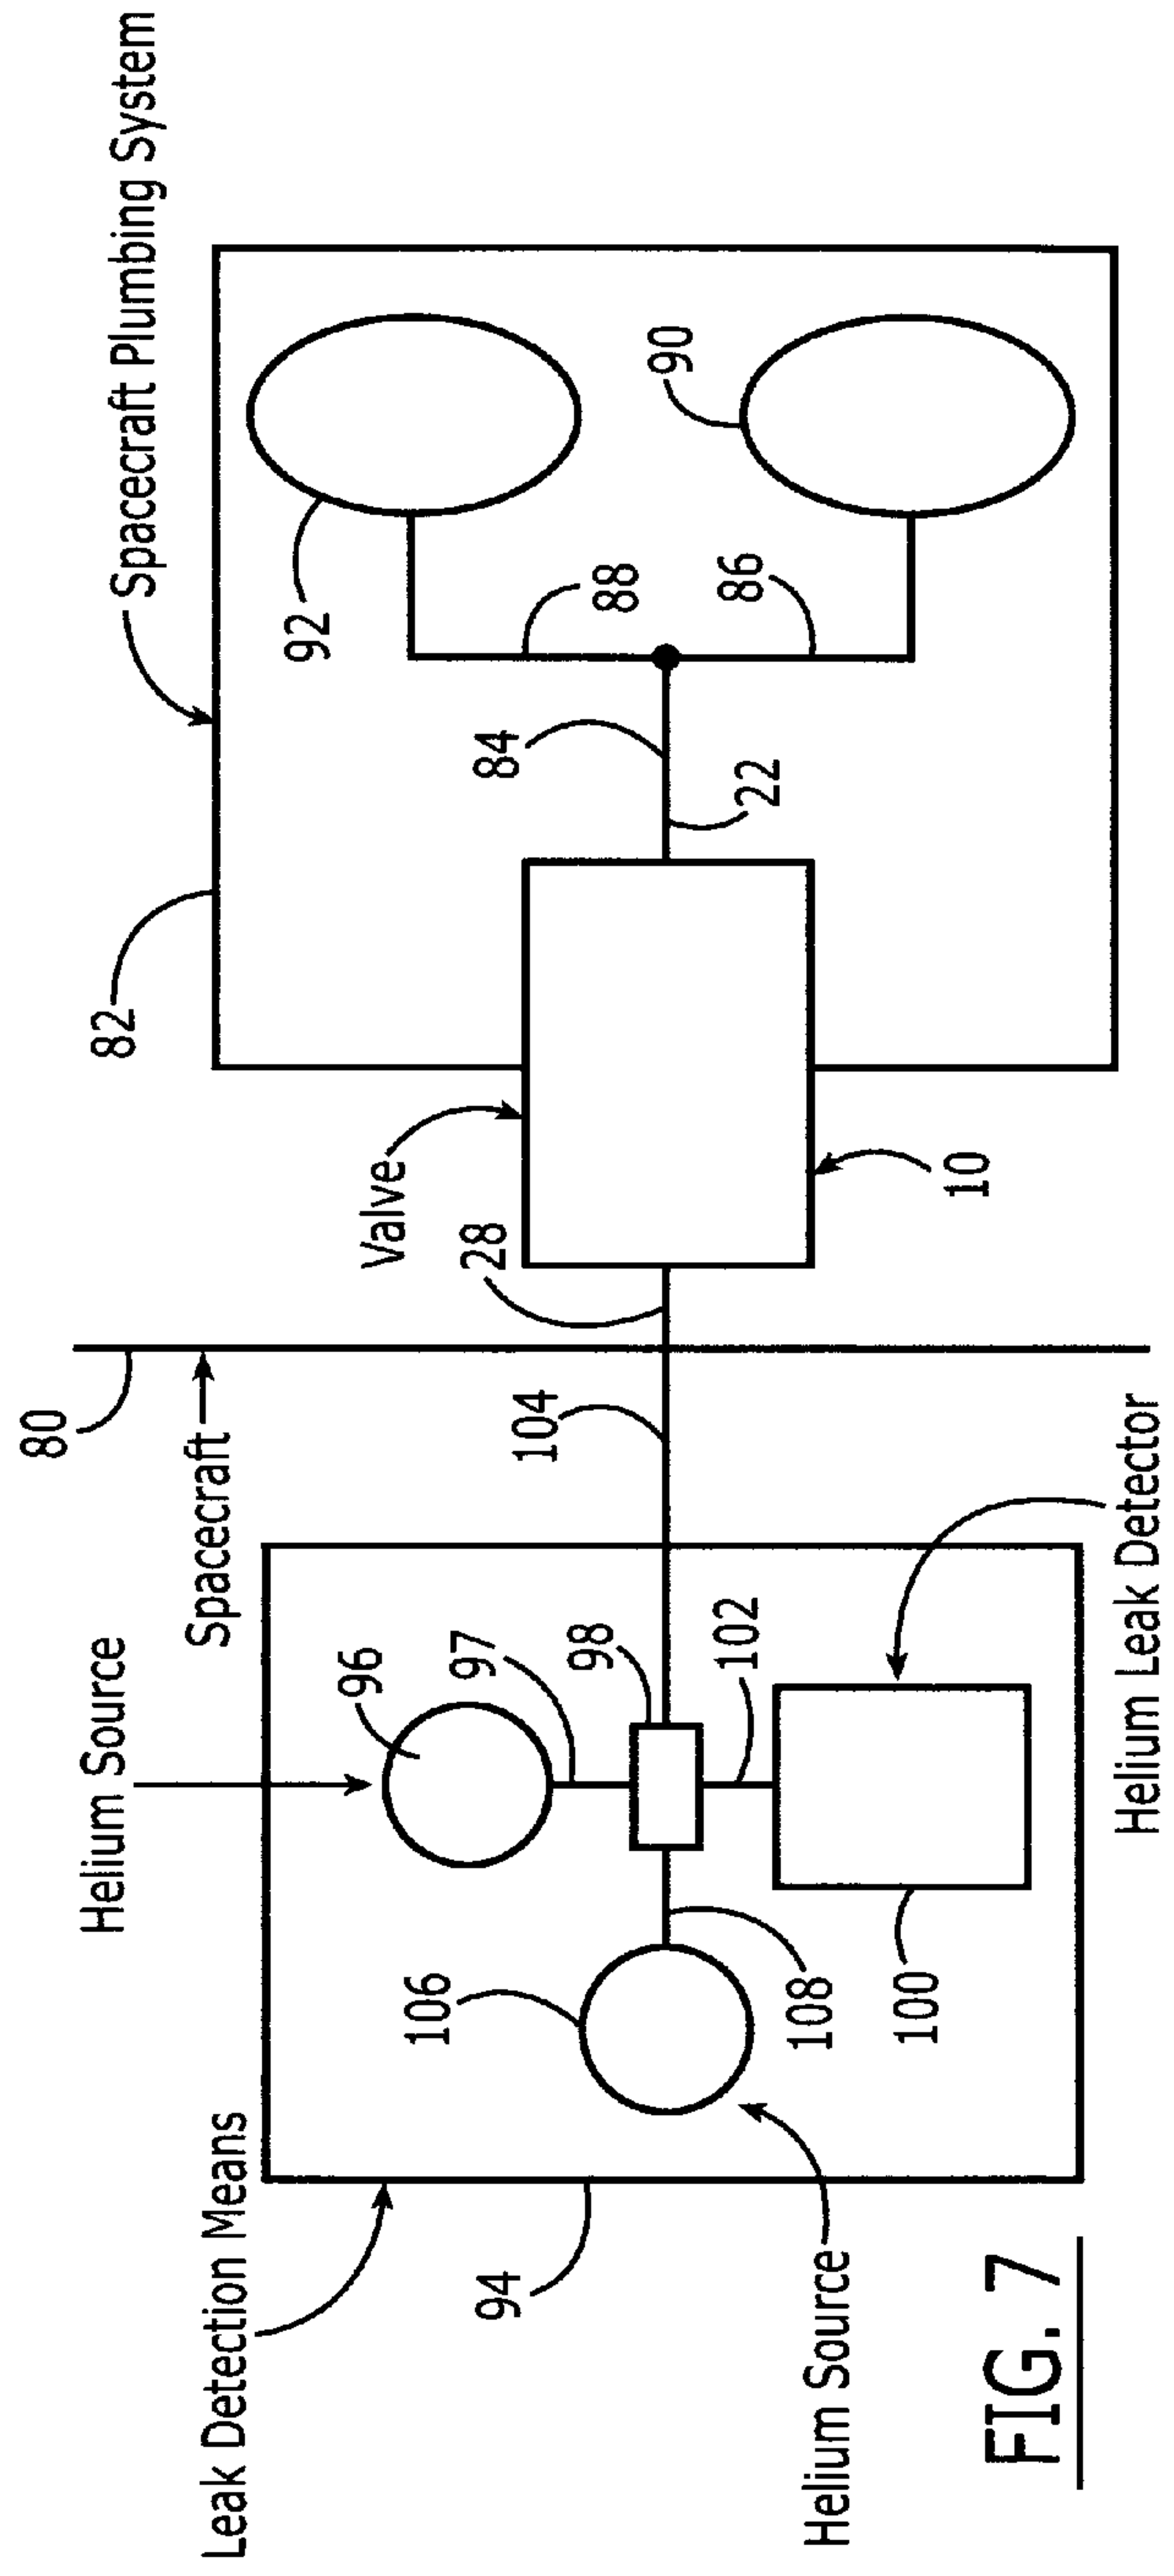 Leak Detection Means
Helium Source
Spacecraft
80
82
Spacecraft Plumbing System
94
106
96
97
98
104
28
Valve
84
92
88
90
86
22
10
102
108
100
Helium Source
Helium Leak Detector
FIG. 7